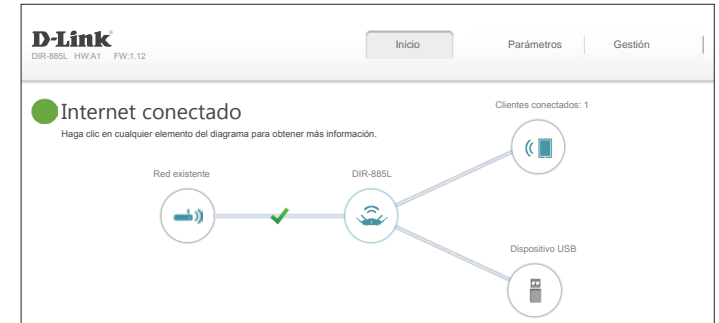 D-Link
DIR-885L HW:A1 FW:1.12
Inicio
Parámetros
Gestión
Internet conectado
Haga clic en cualquier elemento del diagrama para obtener más información.
Clientes conectados: 1
Red existente
DIR-885L
Dispositivo USB